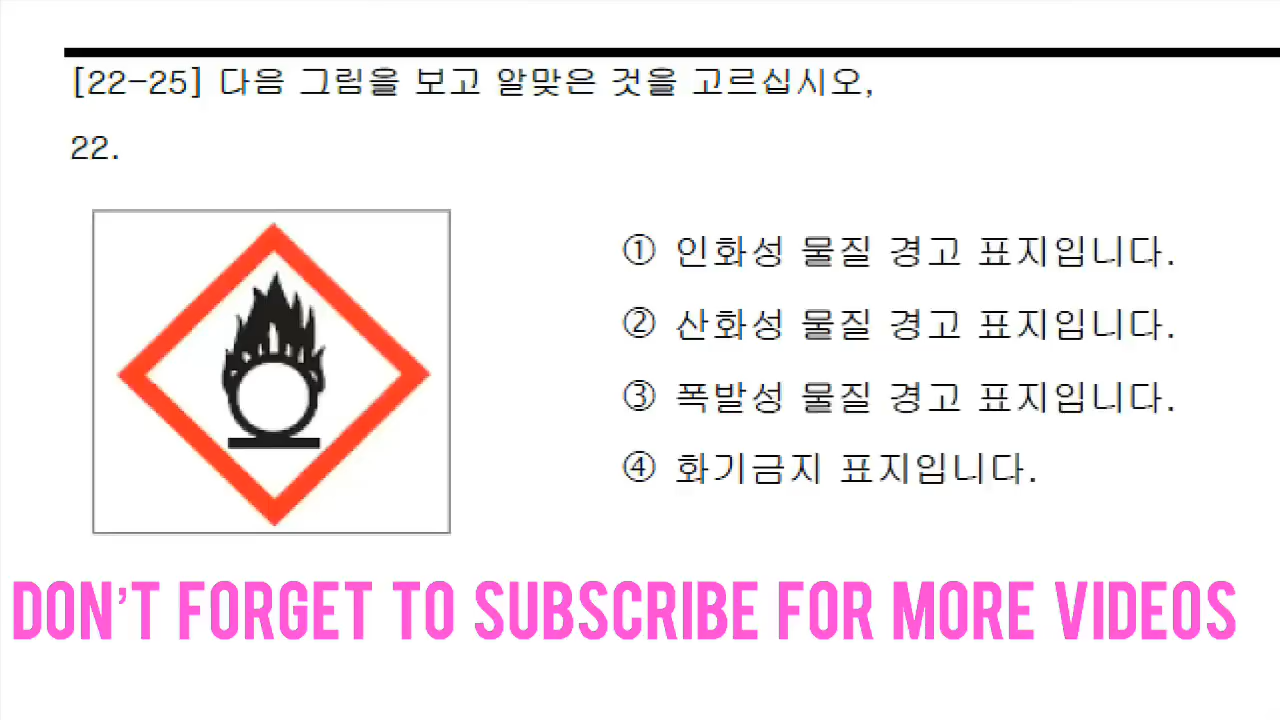 [22-25] 다음 그림을 보고 알맞은 것을 고르십시오,
22.
① 인화성 물질 경고 표지입니다.
② 산화성 물질 경고 표지입니다.
③ 폭발성 물질 경고 표지입니다.
④ 화기금지 표지입니다.
DON'T FORGET TO SUBSCRIBE FOR MORE VIDEOS